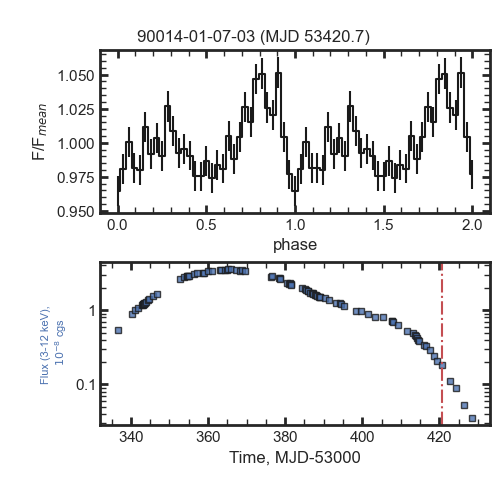 90014-01-07-03 (MJD 53420.7)
1.050
1.025
1.000
0.975
0.950
F/Fmean
0.0
0.5
1.0
1.5
2.0
phase
1
0.1
Flux (3-12 keV),
10⁻⁸ cgs
340
360
380
400
420
Time, MJD-53000